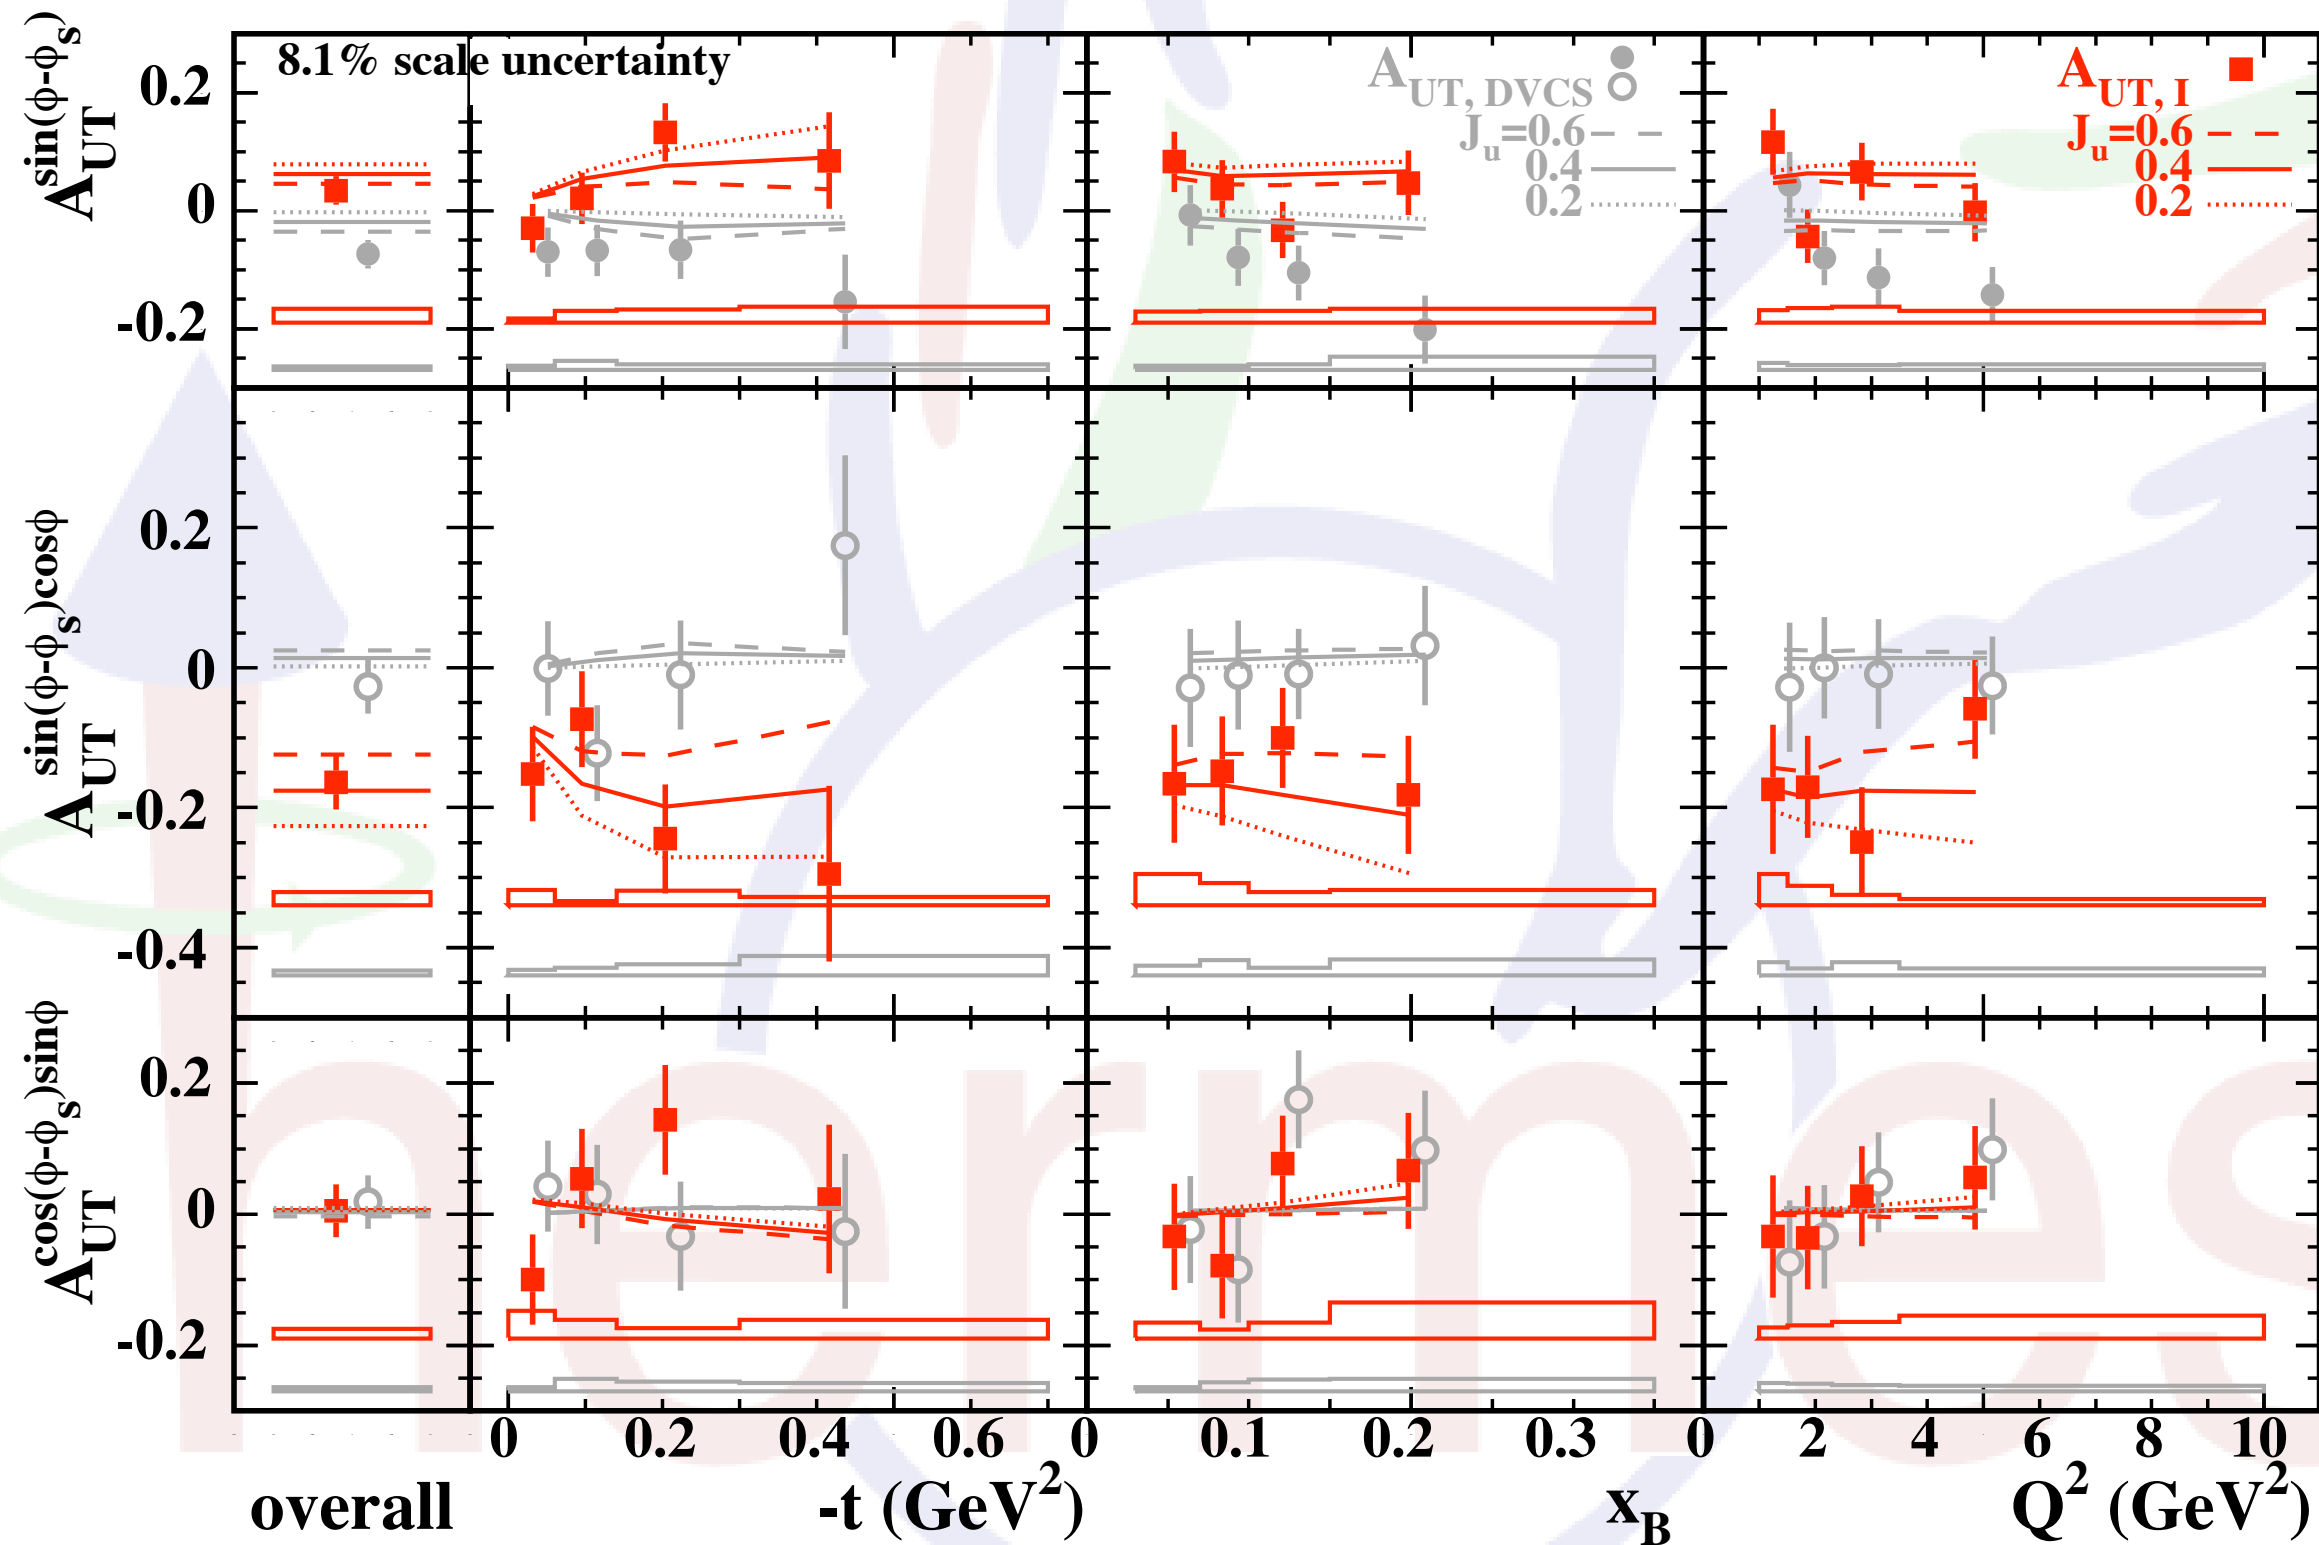 8.1% scale uncertainty
A_UT^sin(ϕ-ϕ_s)
0.2
0
-0.2
A_UT, DVCS
J_u=0.6
0.4
0.2
A_UT, I
J_u=0.6
0.4
0.2
A_UT^sin(ϕ-ϕ_s)cosϕ
0.2
0
-0.2
-0.4
A_UT^cos(ϕ-ϕ_s)sinϕ
0.2
0
-0.2
hermes
0 0.2 0.4 0.6 0 0.1 0.2 0.3 0 2 4 6 8 10
overall -t (GeV²) x_B Q² (GeV²)